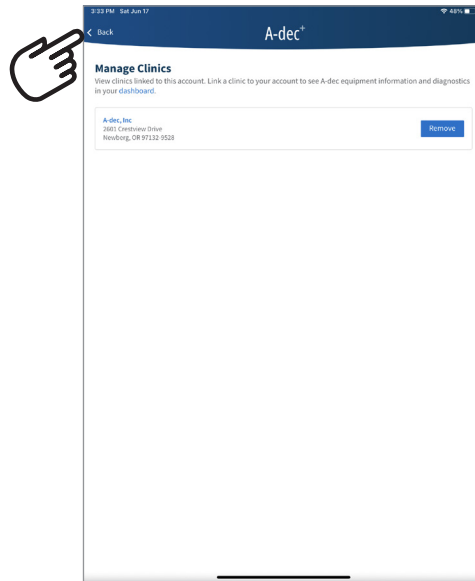 3:33 PM Sat Jun 17 48%
Back
A-dec+
Manage Clinics
View clinics linked to this account. Link a clinic to your account to see A-dec equipment information and diagnostics
in your dashboard.
A-dec, Inc
2601 Crestview Drive
Newborg, OR 97132-9528
Remove